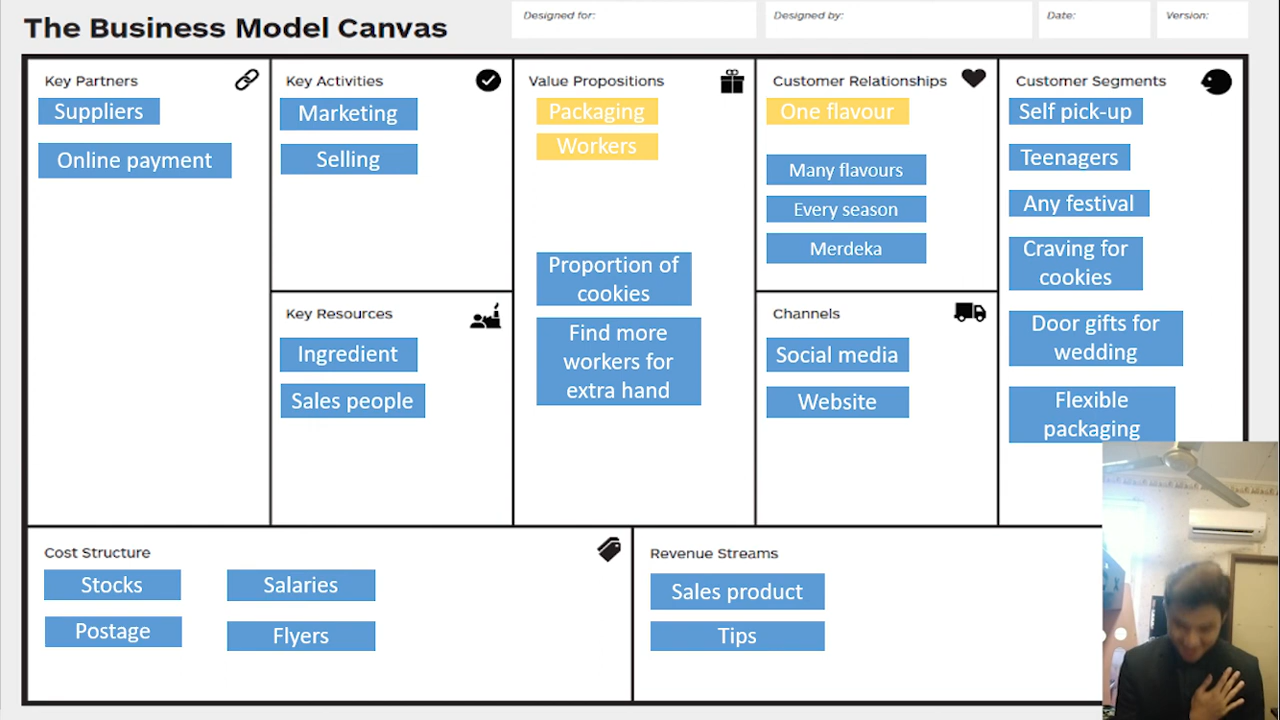 The Business Model Canvas
Designed for:
Designed by:
Date:
Version:
Key Partners
Suppliers
Online payment
Key Activities
Marketing
Selling
Key Resources
Ingredient
Sales people
Value Propositions
Packaging
Workers
Proportion of
cookies
Find more
workers for
extra hand
Customer Relationships
One flavour
Many flavours
Every season
Merdeka
Channels
Social media
Website
Customer Segments
Self pick-up
Teenagers
Any festival
Craving for
cookies
Door gifts for
wedding
Flexible
packaging
Cost Structure
Stocks
Salaries
Postage
Flyers
Revenue Streams
Sales product
Tips